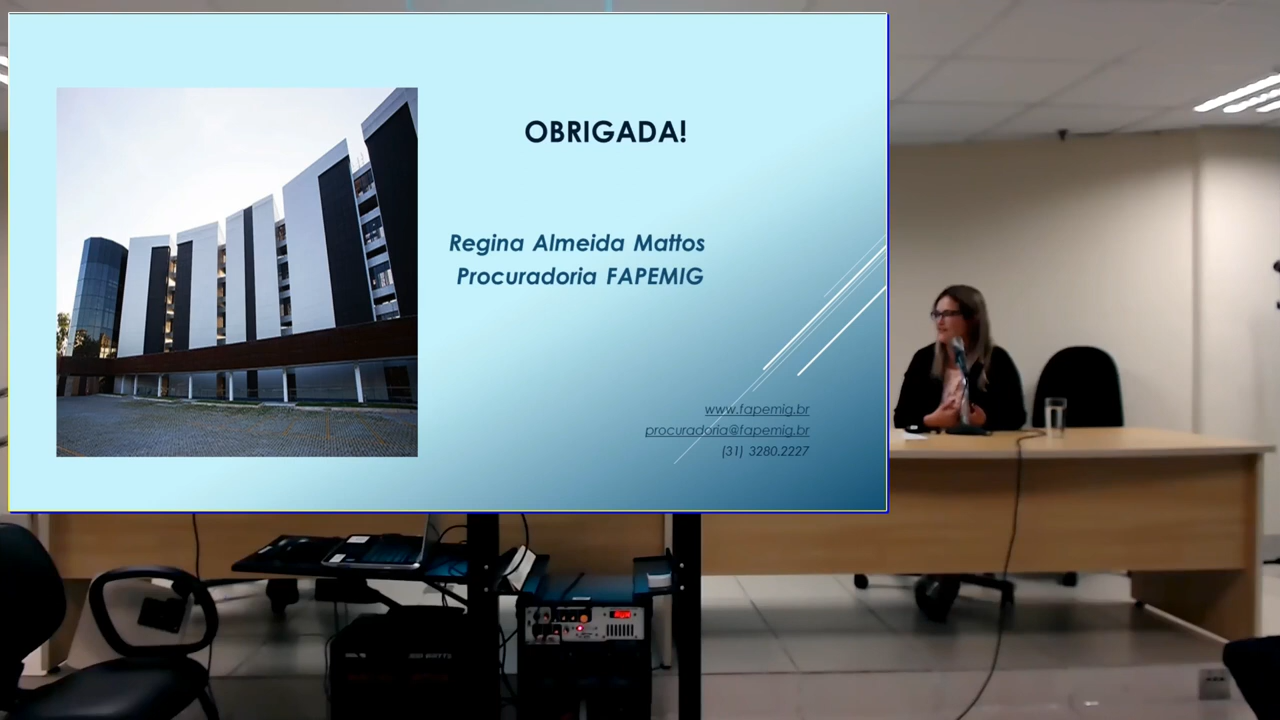 OBRIGADA!
Regina Almeida Mattos
Procuradoria FAPEMIG
www.fapemig.br
procuradoria@fapemig.br
(31) 3280.2227